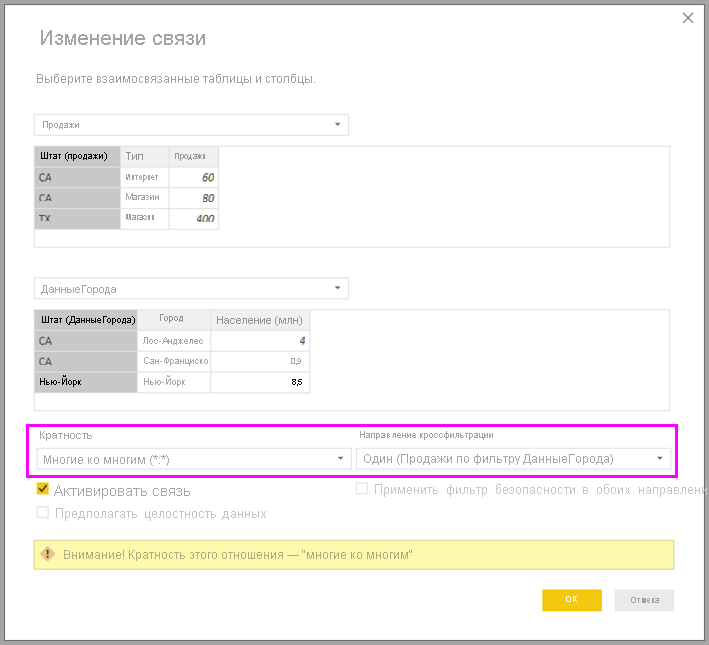 Изменение связи
Выберите взаимосвязанные таблицы и столбцы.
Продажи
Штат (продажи) Тип Продажи
CA Интернет 60
CA Магазин 80
TX Магазин 400
ДанныеГорода
Штат (ДанныеГорода) Город Население (млн)
CA Лос-Анджелес 4
CA Сан-Франциско 0,9
Нью-Йорк Нью-Йорк 8,5
Кратность Направление кроссфильтрации
Многие ко многим (*:*) Один (Продажи по фильтру ДанныеГорода)
Активировать связь Применить фильтр безопасности в обоих направлен
Предполагать целостность данных
Внимание! Кратность этого отношения — "многие ко многим"
ОК Отмена